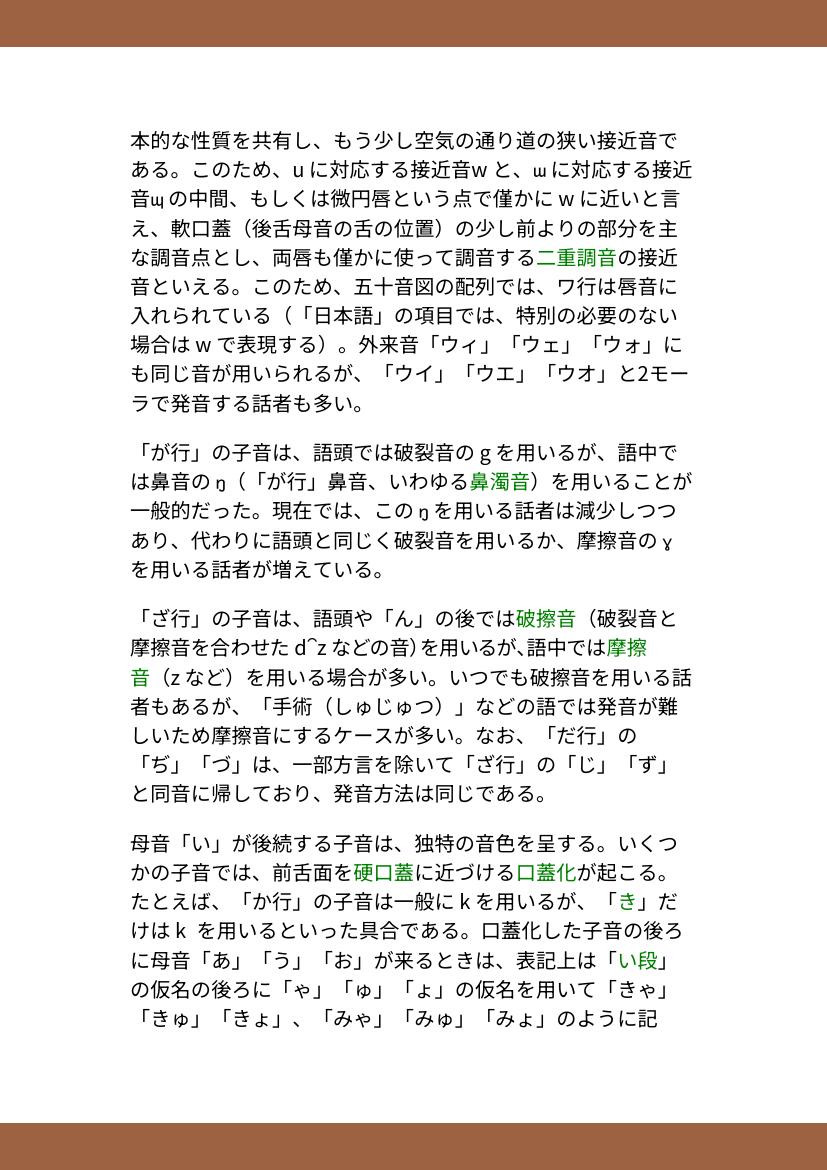 本的な性質を共有し、もう少し空気の通り道の狭い接近音で
ある。このため、u に対応する接近音w と、ɯ に対応する接近
音ɰ の中間、もしくは微円唇という点で僅かに w に近いと言
え、軟口蓋（後舌母音の舌の位置）の少し前よりの部分を主
な調音点とし、両唇も僅かに使って調音する二重調音の接近
音といえる。このため、五十音図の配列では、ワ行は唇音に
入れられている（「日本語」の項目では、特別の必要のない
場合は w で表現する）。外来音「ウィ」「ウェ」「ウォ」に
も同じ音が用いられるが、「ウイ」「ウエ」「ウオ」と2モー
ラで発音する話者も多い。
「が行」の子音は、語頭では破裂音の g を用いるが、語中で
は鼻音の ŋ（「が行」鼻音、いわゆる鼻濁音）を用いることが
一般的だった。現在では、この ŋ を用いる話者は減少しつつ
あり、代わりに語頭と同じく破裂音を用いるか、摩擦音の ɣ
を用いる話者が増えている。
「ざ行」の子音は、語頭や「ん」の後では破擦音（破裂音と
摩擦音を合わせた d⁀z などの音）を用いるが、語中では摩擦
音（z など）を用いる場合が多い。いつでも破擦音を用いる話
者もあるが、「手術（しゅじゅつ）」などの語では発音が難
しいため摩擦音にするケースが多い。なお、「だ行」の
「ぢ」「づ」は、一部方言を除いて「ざ行」の「じ」「ず」
と同音に帰しており、発音方法は同じである。
母音「い」が後続する子音は、独特の音色を呈する。いくつ
かの子音では、前舌面を硬口蓋に近づける口蓋化が起こる。
たとえば、「か行」の子音は一般に k を用いるが、「き」だ
けは k を用いるといった具合である。口蓋化した子音の後ろ
に母音「あ」「う」「お」が来るときは、表記上は「い段」
の仮名の後ろに「ゃ」「ゅ」「ょ」の仮名を用いて「きゃ」
「きゅ」「きょ」、「みゃ」「みゅ」「みょ」のように記